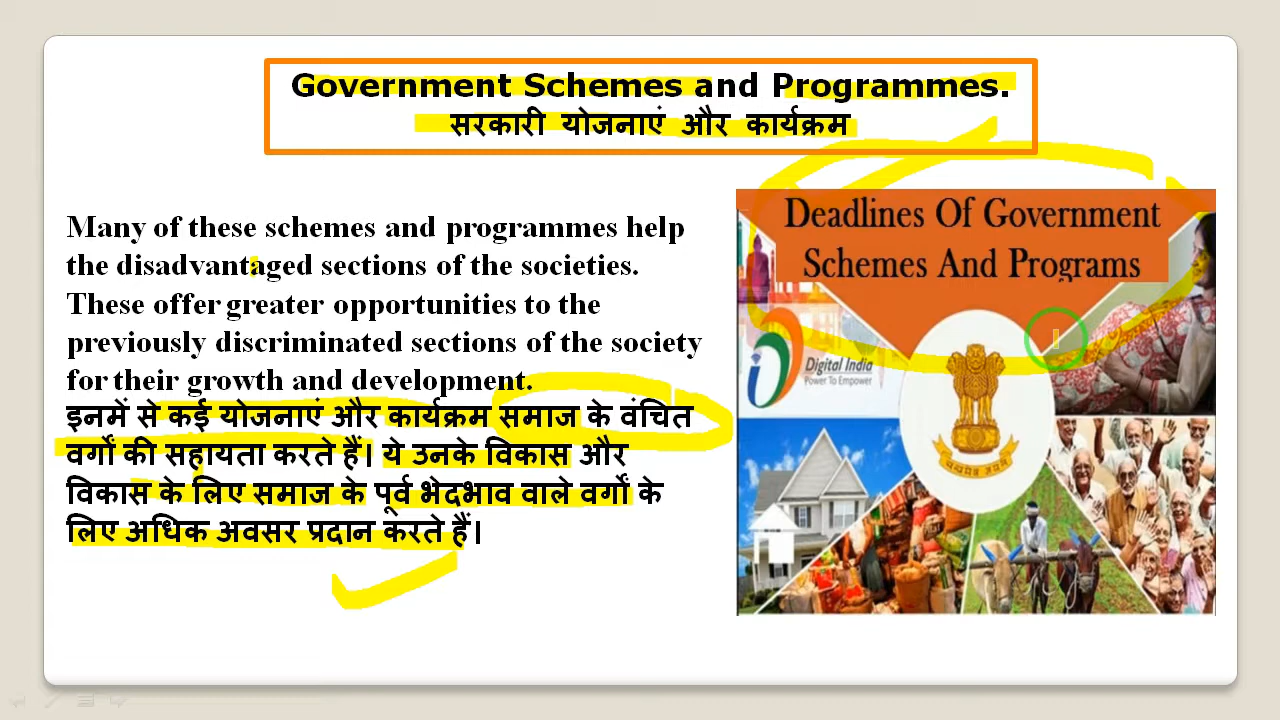 Government Schemes and Programmes.
सरकारी योजनाएं और कार्यक्रम
Many of these schemes and programmes help
the disadvantaged sections of the societies.
These offer greater opportunities to the
previously discriminated sections of the society
for their growth and development.
इनमें से कई योजनाएं और कार्यक्रम समाज के वंचित
वर्गों की सहायता करते हैं। ये उनके विकास और
विकास के लिए समाज के पूर्व भेदभाव वाले वर्गों के
लिए अधिक अवसर प्रदान करते हैं।
Deadlines Of Government
Schemes And Programs
Digital India
Power To Empower
सत्यमेव जयते